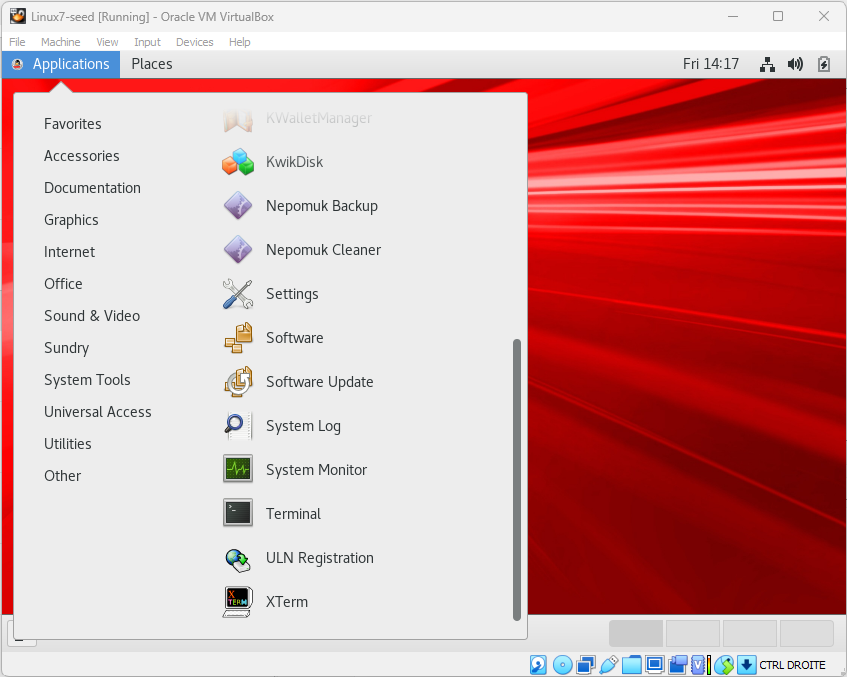 Linux7-seed [Running] - Oracle VM VirtualBox
File Machine View Input Devices Help
Applications Places Fri 14:17
Favorites
Accessories
Documentation
Graphics
Internet
Office
Sound & Video
Sundry
System Tools
Universal Access
Utilities
Other
KWalletManager
KwikDisk
Nepomuk Backup
Nepomuk Cleaner
Settings
Software
Software Update
System Log
System Monitor
Terminal
ULN Registration
X TERM
XTerm
CTRL DROITE